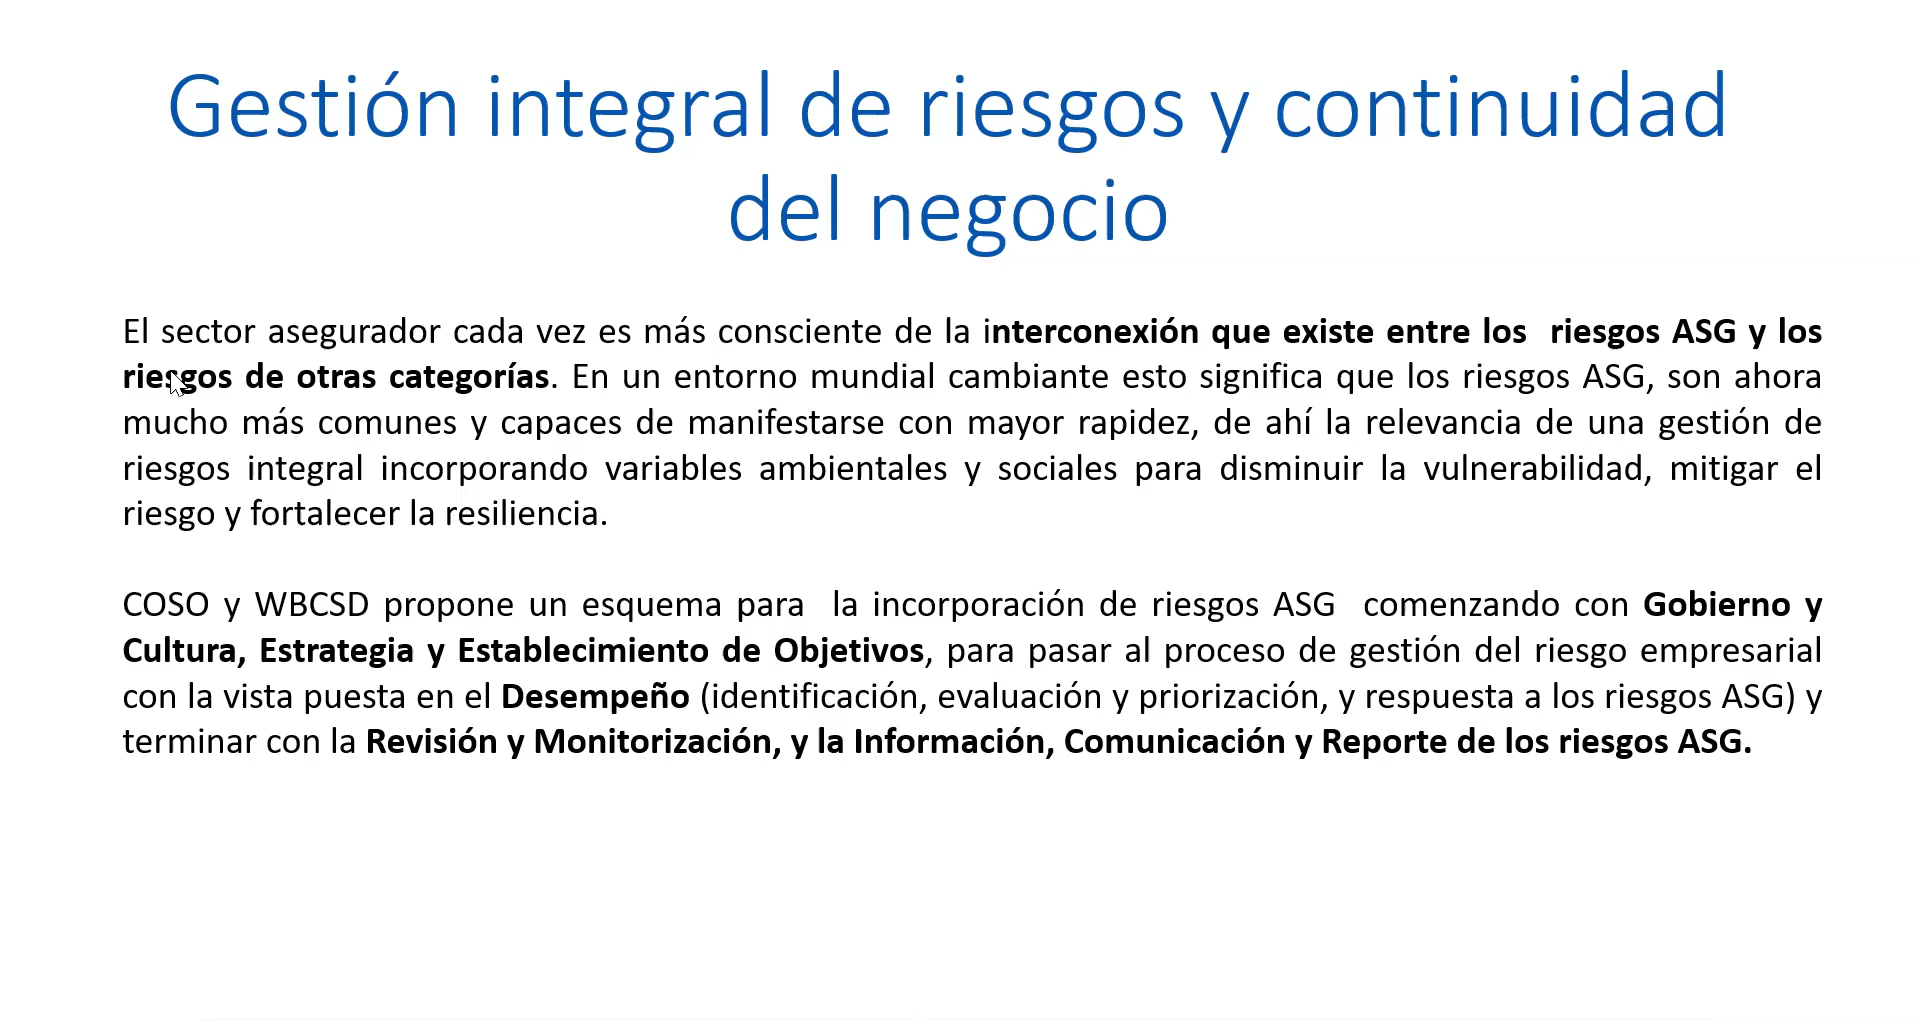 Gestión integral de riesgos y continuidad
del negocio
El sector asegurador cada vez es más consciente de la interconexión que existe entre los  riesgos ASG y los
riesgos de otras categorías. En un entorno mundial cambiante esto significa que los riesgos ASG, son ahora
mucho más comunes y capaces de manifestarse con mayor rapidez, de ahí la relevancia de una gestión de
riesgos integral incorporando variables ambientales y sociales para disminuir la vulnerabilidad, mitigar el
riesgo y fortalecer la resiliencia.
COSO y WBCSD propone un esquema para  la incorporación de riesgos ASG  comenzando con Gobierno y
Cultura, Estrategia y Establecimiento de Objetivos, para pasar al proceso de gestión del riesgo empresarial
con la vista puesta en el Desempeño (identificación, evaluación y priorización, y respuesta a los riesgos ASG) y
terminar con la Revisión y Monitorización, y la Información, Comunicación y Reporte de los riesgos ASG.